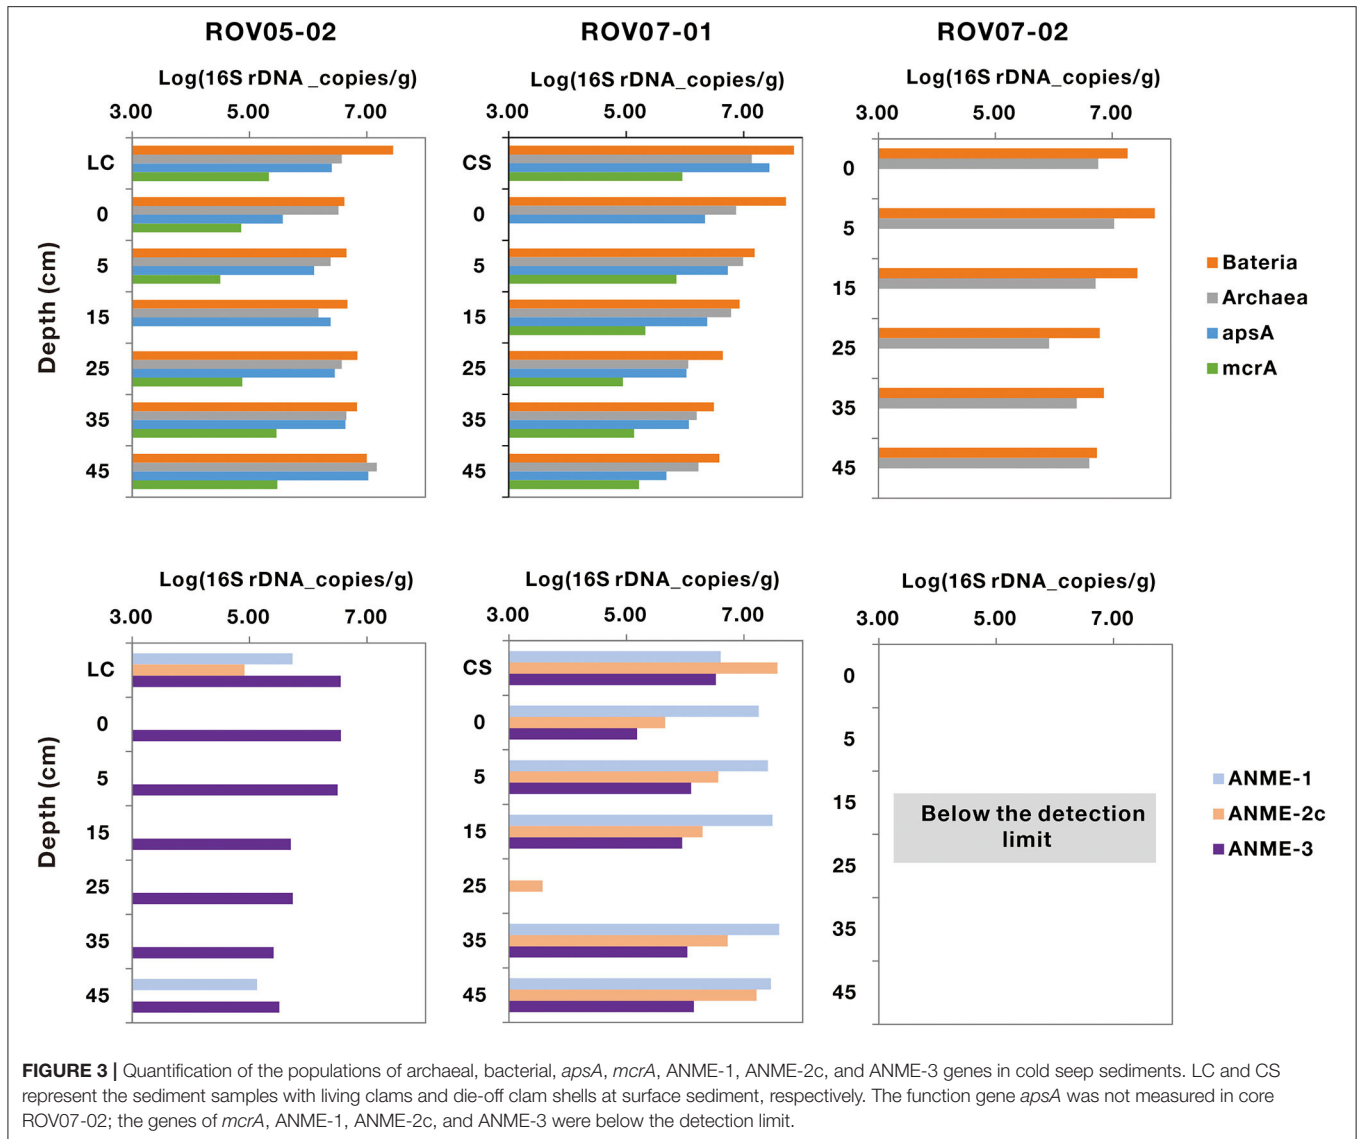 ROV05-02
ROV07-01
ROV07-02
Log(16S rDNA _copies/g)
Log(16S rDNA_copies/g)
Log(16S rDNA_copies/g)
3.00 5.00 7.00
3.00 5.00 7.00
3.00 5.00 7.00
Depth (cm)
LC
0
5
15
25
35
45
CS
0
5
15
25
35
45
0
5
15
25
35
45
Bateria
Archaea
apsA
mcrA
Log(16S rDNA_copies/g)
Log(16S rDNA_copies/g)
Log(16S rDNA_copies/g)
3.00 5.00 7.00
3.00 5.00 7.00
3.00 5.00 7.00
Depth (cm)
LC
0
5
15
25
35
45
CS
0
5
15
25
35
45
0
5
15
25
35
45
Below the detection
limit
ANME-1
ANME-2c
ANME-3
FIGURE 3 | Quantification of the populations of archaeal, bacterial, apsA, mcrA, ANME-1, ANME-2c, and ANME-3 genes in cold seep sediments. LC and CS
represent the sediment samples with living clams and die-off clam shells at surface sediment, respectively. The function gene apsA was not measured in core
ROV07-02; the genes of mcrA, ANME-1, ANME-2c, and ANME-3 were below the detection limit.